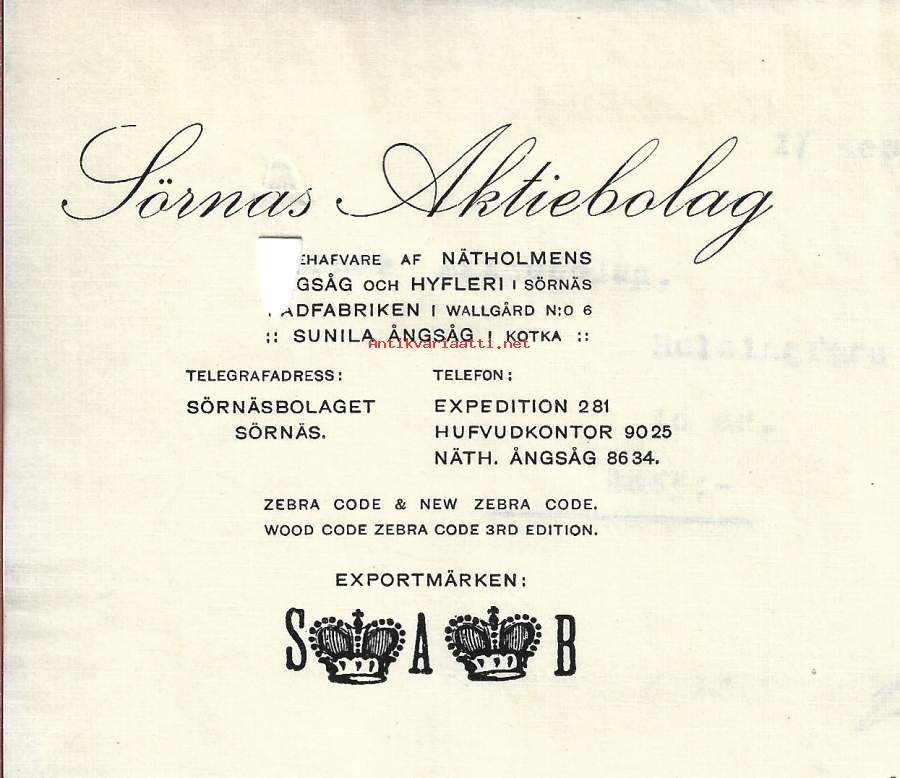 Sörnäs Aktiebolag
EHAFVARE AF NÄTHOLMENS
GSÅG OCH HYFLERI I SÖRNÄS
ADFABRIKEN I WALLGÅRD N:O 6
:: SUNILA ÅNGSÅG I KOTKA ::
Antikvariaatti.net
TELEGRAFADRESS: TELEFON:
SÖRNÄSBOLAGET EXPEDITION 281
SÖRNÄS. HUFVUDKONTOR 9025
NÄTH. ÅNGSÅG 8634.
ZEBRA CODE & NEW ZEBRA CODE.
WOOD CODE ZEBRA CODE 3RD EDITION.
EXPORTMÄRKEN:
S A B